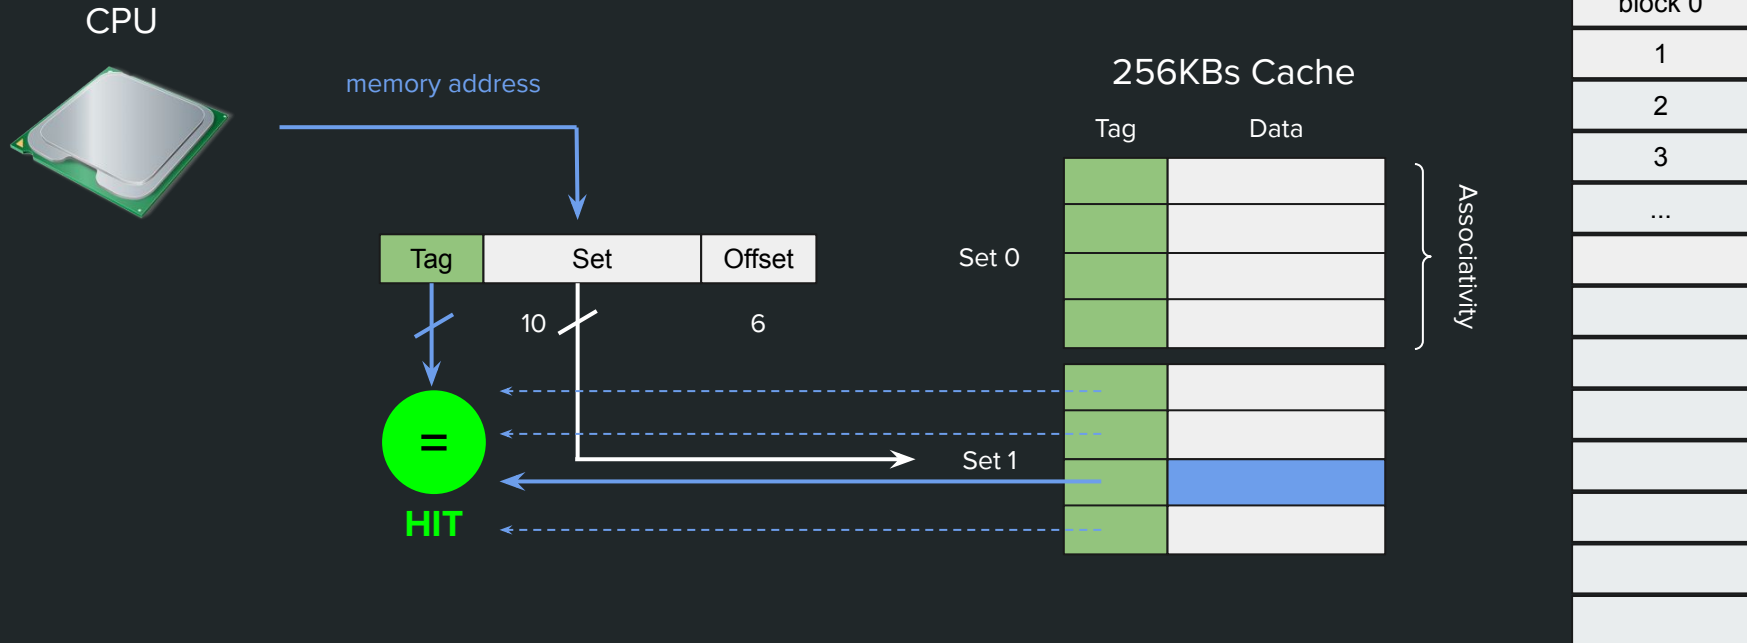 CPU
memory address
Tag
Set
Offset
10
6
=
HIT
256KBs Cache
Tag
Data
Set 0
Set 1
Associativity
block 0
1
2
3
...